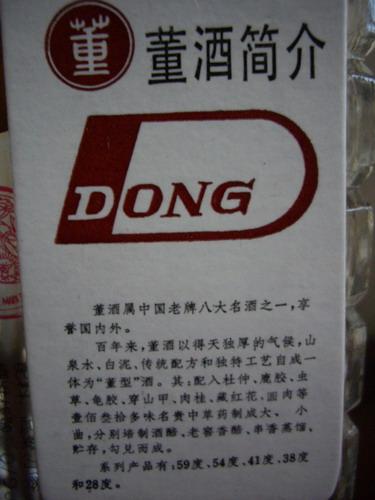 董
董酒简介
DONG
董酒属中国老牌八大名酒之一，享
誉国内外。
百年来，董酒以得天独厚的气候，山
泉水、白泥、传统配方和独特工艺自成一
体为“董型”酒。其：配入杜仲、鹿胶、虫
草、龟胶、穿山甲、肉桂、藏红花、回肉等
壹佰叁拾多味名贵中草药制成大、小
曲，分别培制酒醅、老窖香醅、串香蒸馏、
贮存，勾兑而成。
系列产品有：59度、54度、41度、38度
和28度。